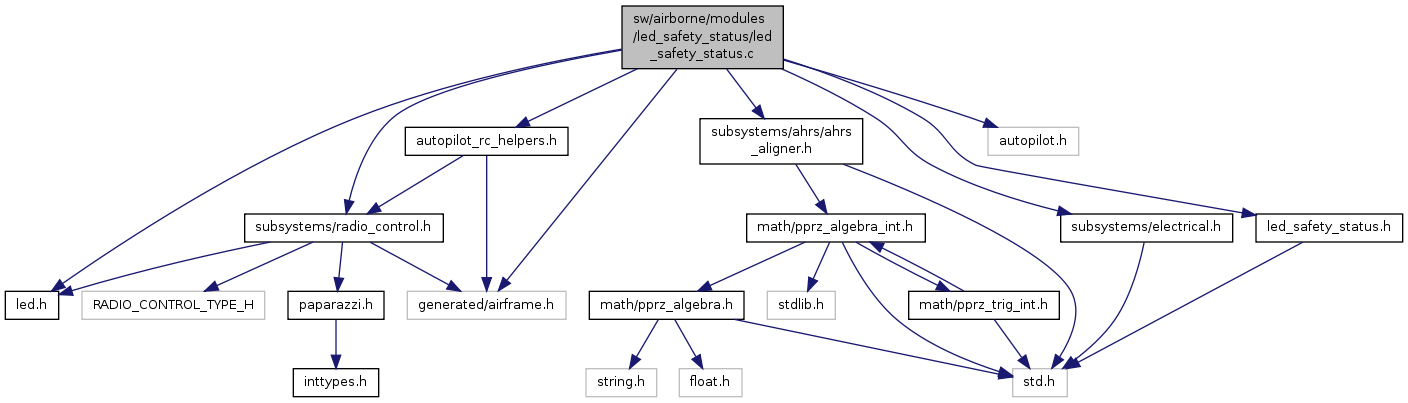 sw/airborne/modules
/led_safety_status/led
_safety_status.c
autopilot_rc_helpers.h
subsystems/ahrs/ahrs
_aligner.h
autopilot.h
subsystems/radio_control.h
math/pprz_algebra_int.h
subsystems/electrical.h
led_safety_status.h
led.h
RADIO_CONTROL_TYPE_H
paparazzi.h
generated/airframe.h
math/pprz_algebra.h
stdlib.h
math/pprz_trig_int.h
inttypes.h
string.h
float.h
std.h